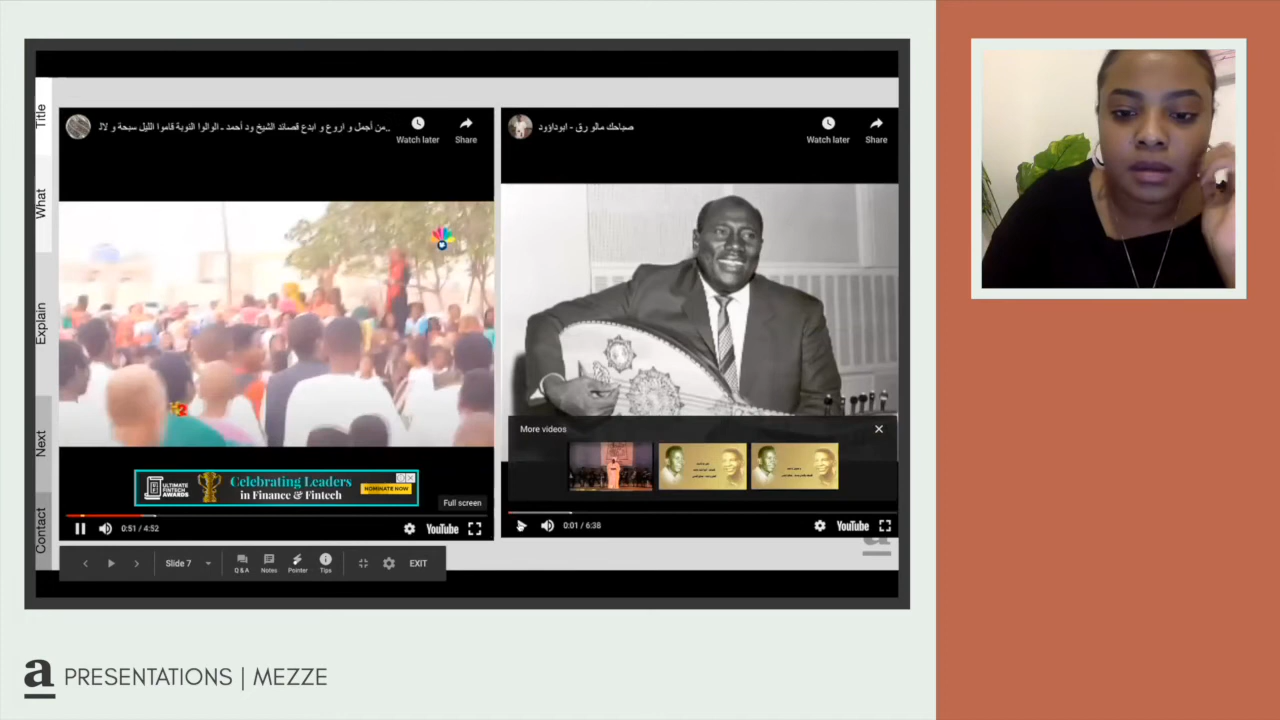 Title
What
Explain
Next
Contact
من أجمل و اروع و ابدع قصائد الشيخ ود أحمد ـ الوالوا النوبة قاموا الليل سبحة و لال...
Watch later
Share
صباحك مالو رق - ابوداؤود
Watch later
Share
More videos
ULTIMATE
FINTECH
AWARDS
Celebrating Leaders
in Finance & Fintech
NOMINATE NOW
Full screen
0:51 / 4:52
YouTube
0:01 / 6:38
YouTube
Slide 7
Q & A
Notes
Pointer
Tips
EXIT
a PRESENTATIONS | MEZZE